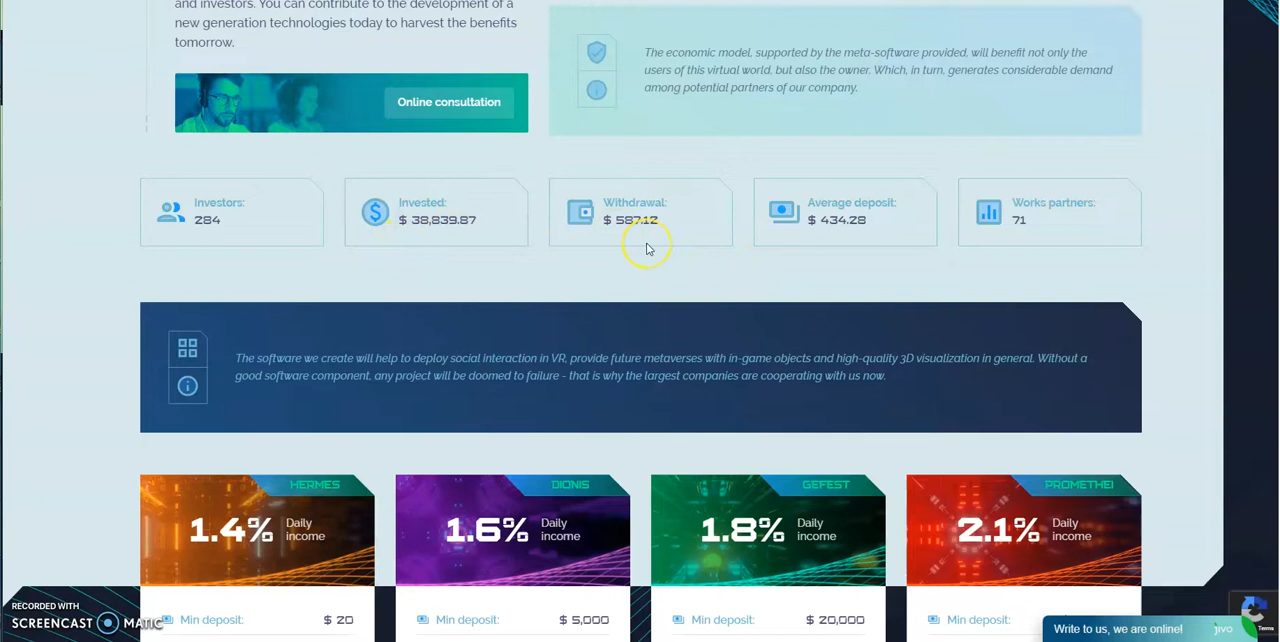 and investors. You can contribute to the development of a
new generation technologies today to harvest the benefits
tomorrow.
Online consultation
The economic model, supported by the meta-software provided, will benefit not only the
users of this virtual world, but also the owner. Which, in turn, generates considerable demand
among potential partners of our company.
Investors:
284
Invested:
$ 38,839.87
Withdrawal:
$ 587.12
Average deposit:
$ 434.28
Works partners:
71
The software we create will help to deploy social interaction in VR, provide future metaverses with in-game objects and high-quality 3D visualization in general. Without a
good software component, any project will be doomed to failure - that is why the largest companies are cooperating with us now.
HERMES
1.4% Daily
income
Min deposit: $ 20
DIONIS
1.6% Daily
income
Min deposit: $ 5,000
GEFEST
1.8% Daily
income
Min deposit: $ 20,000
PROMETHEI
2.1% Daily
income
Min deposit:
RECORDED WITH
SCREENCAST MATIC
Write to us, we are online! jivo
Terms